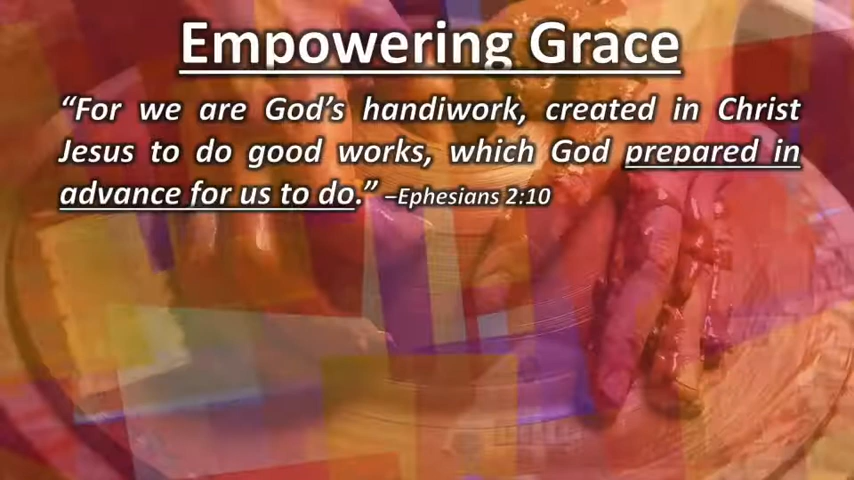 Empowering Grace
“For we are God’s handiwork, created in Christ
Jesus to do good works, which God prepared in
advance for us to do.” –Ephesians 2:10